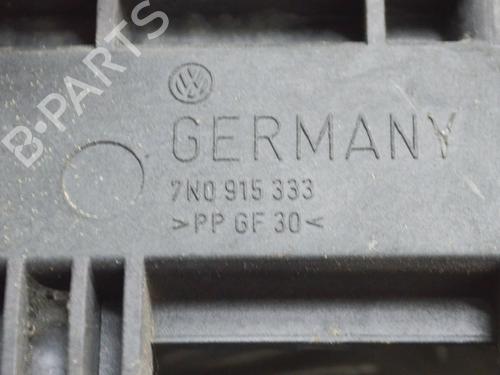 B-PARTS
GERMANY
7N0 915 333
>PP GF 30<